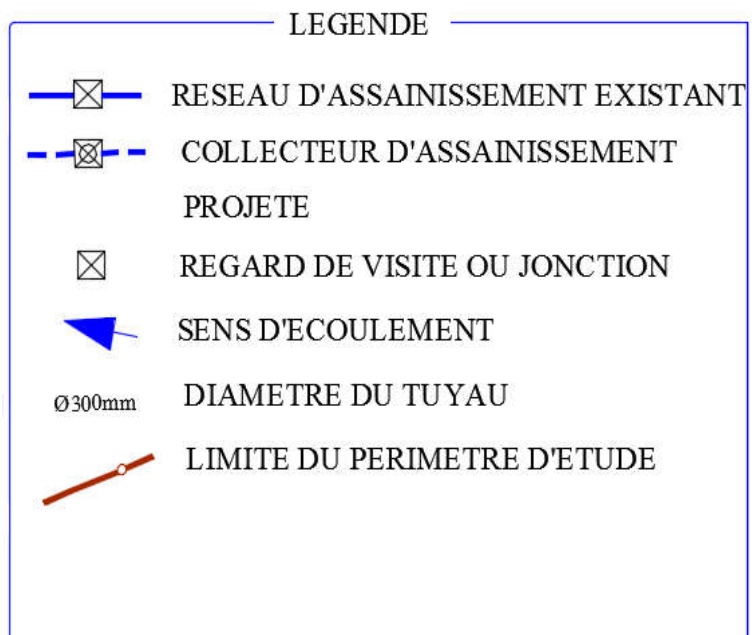 LEGENDE
RESEAU D'ASSAINISSEMENT EXISTANT
COLLECTEUR D'ASSAINISSEMENT
PROJETE
REGARD DE VISITE OU JONCTION
SENS D'ECOULEMENT
Ø300mm DIAMETRE DU TUYAU
LIMITE DU PERIMETRE D'ETUDE